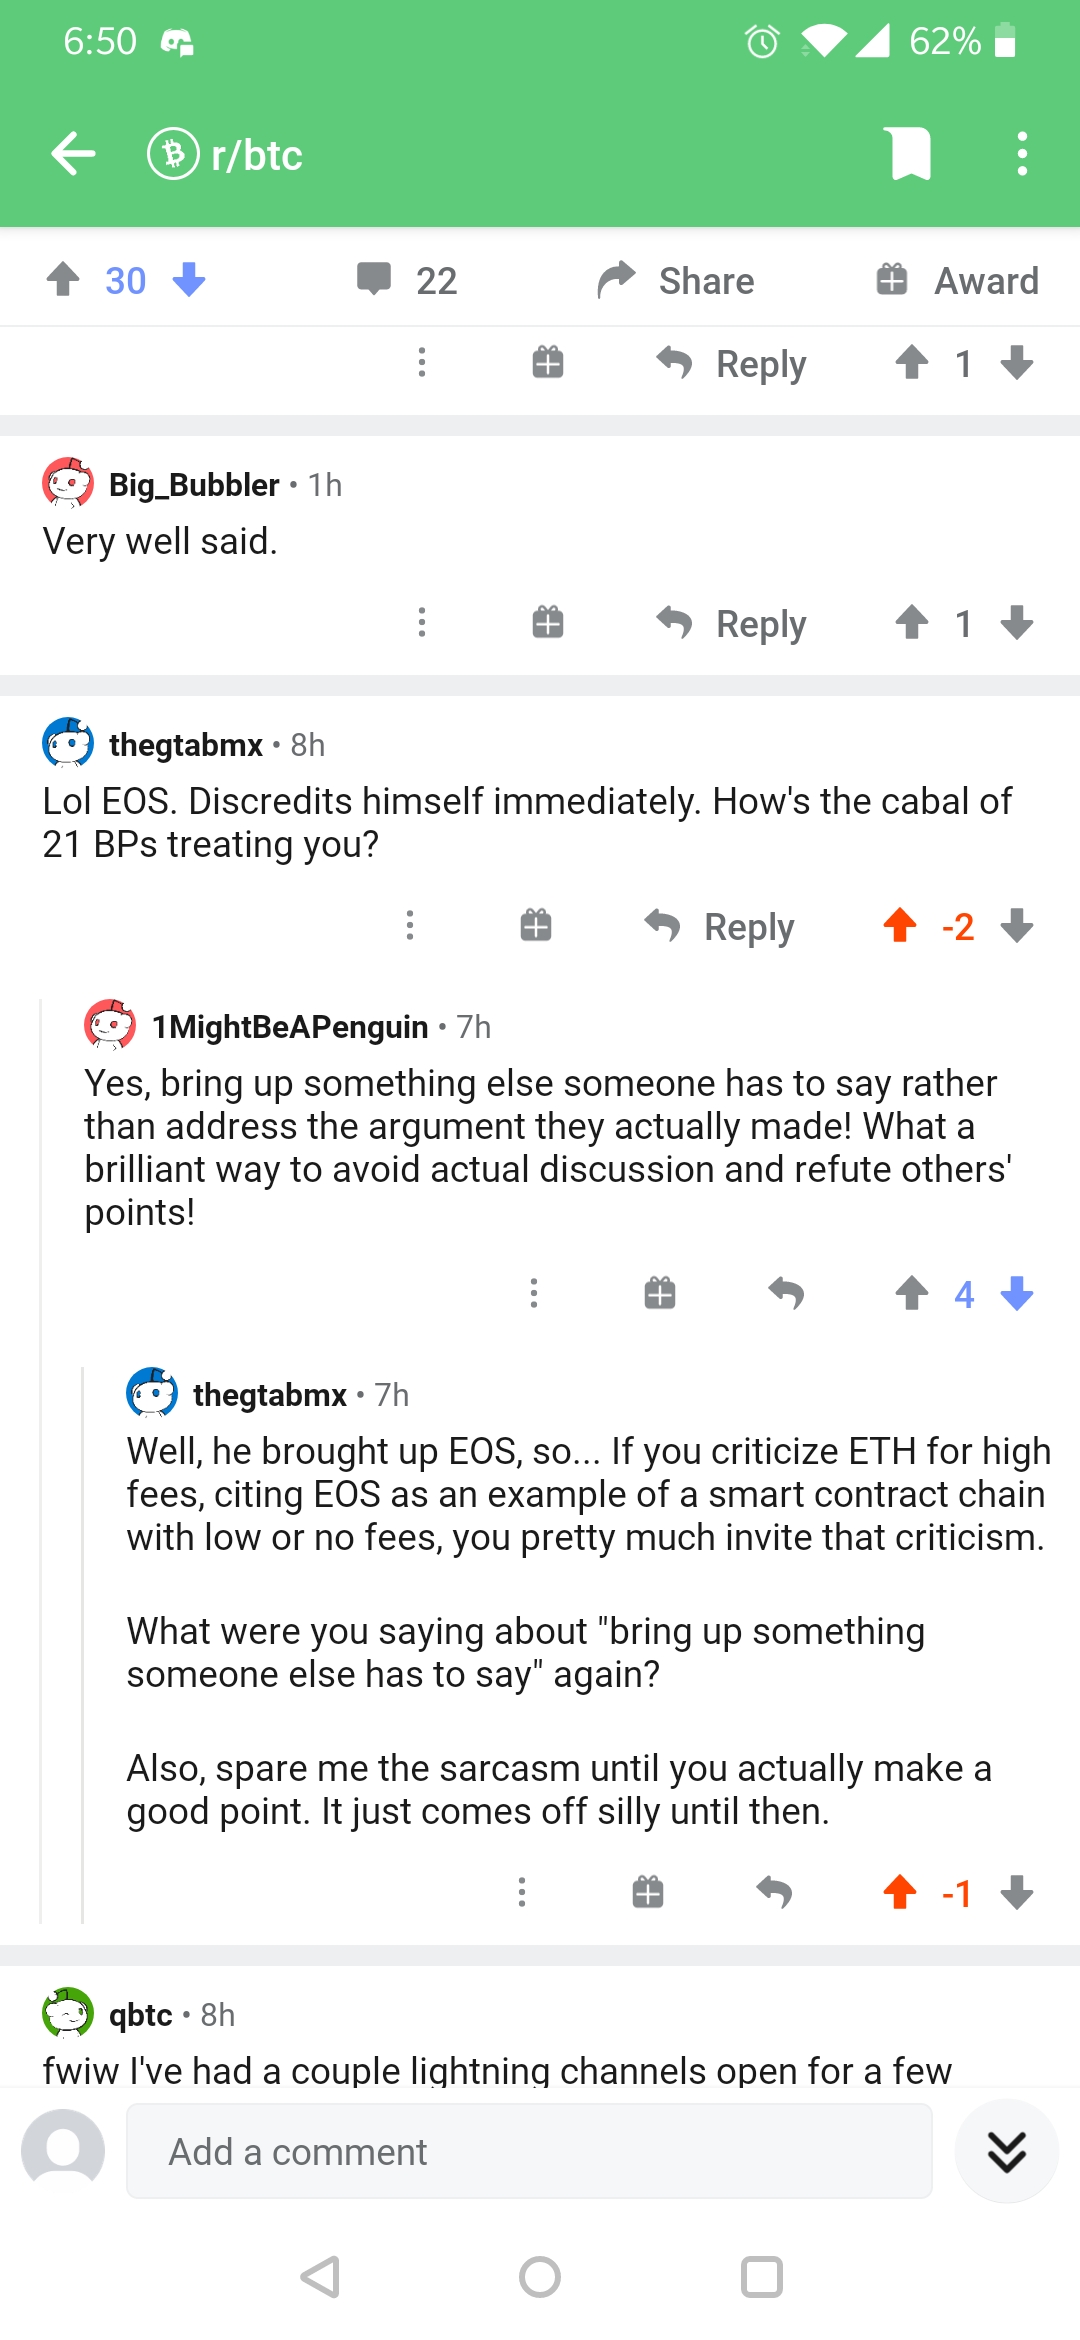 6:50
62%
r/btc
30
22
Share
Award
Reply
1
Big_Bubbler • 1h
Very well said.
Reply
1
thegtabmx • 8h
Lol EOS. Discredits himself immediately. How's the cabal of
21 BPs treating you?
Reply
-2
1MightBeAPenguin • 7h
Yes, bring up something else someone has to say rather
than address the argument they actually made! What a
brilliant way to avoid actual discussion and refute others'
points!
4
thegtabmx • 7h
Well, he brought up EOS, so... If you criticize ETH for high
fees, citing EOS as an example of a smart contract chain
with low or no fees, you pretty much invite that criticism.
What were you saying about "bring up something
someone else has to say" again?
Also, spare me the sarcasm until you actually make a
good point. It just comes off silly until then.
-1
qbtc • 8h
fwiw I've had a couple lightning channels open for a few
Add a comment